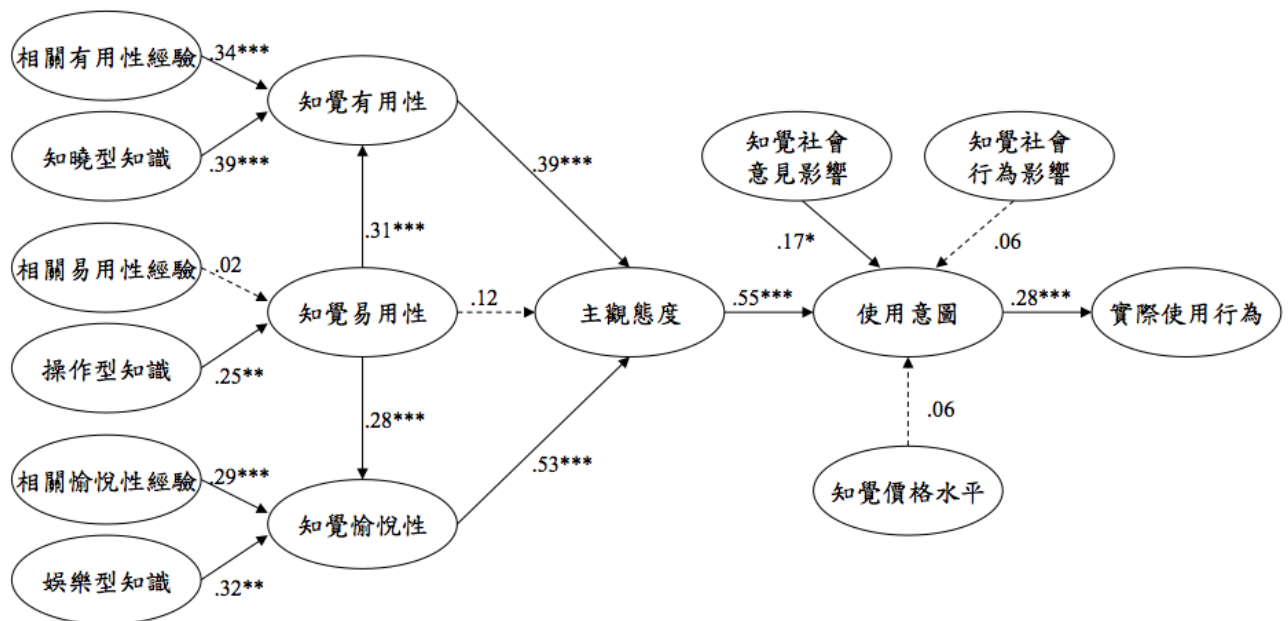 相關有用性經驗
.34***
知覺有用性
知曉型知識
.39***
.39***
知覺社會
意見影響
知覺社會
行為影響
.31***
.17*
.06
相關易用性經驗
.02
知覺易用性
.12
主觀態度
.55***
使用意圖
.28***
實際使用行為
操作型知識
.25**
.28***
.06
相關愉悅性經驗
.29***
.53***
知覺愉悅性
知覺價格水平
娛樂型知識
.32**